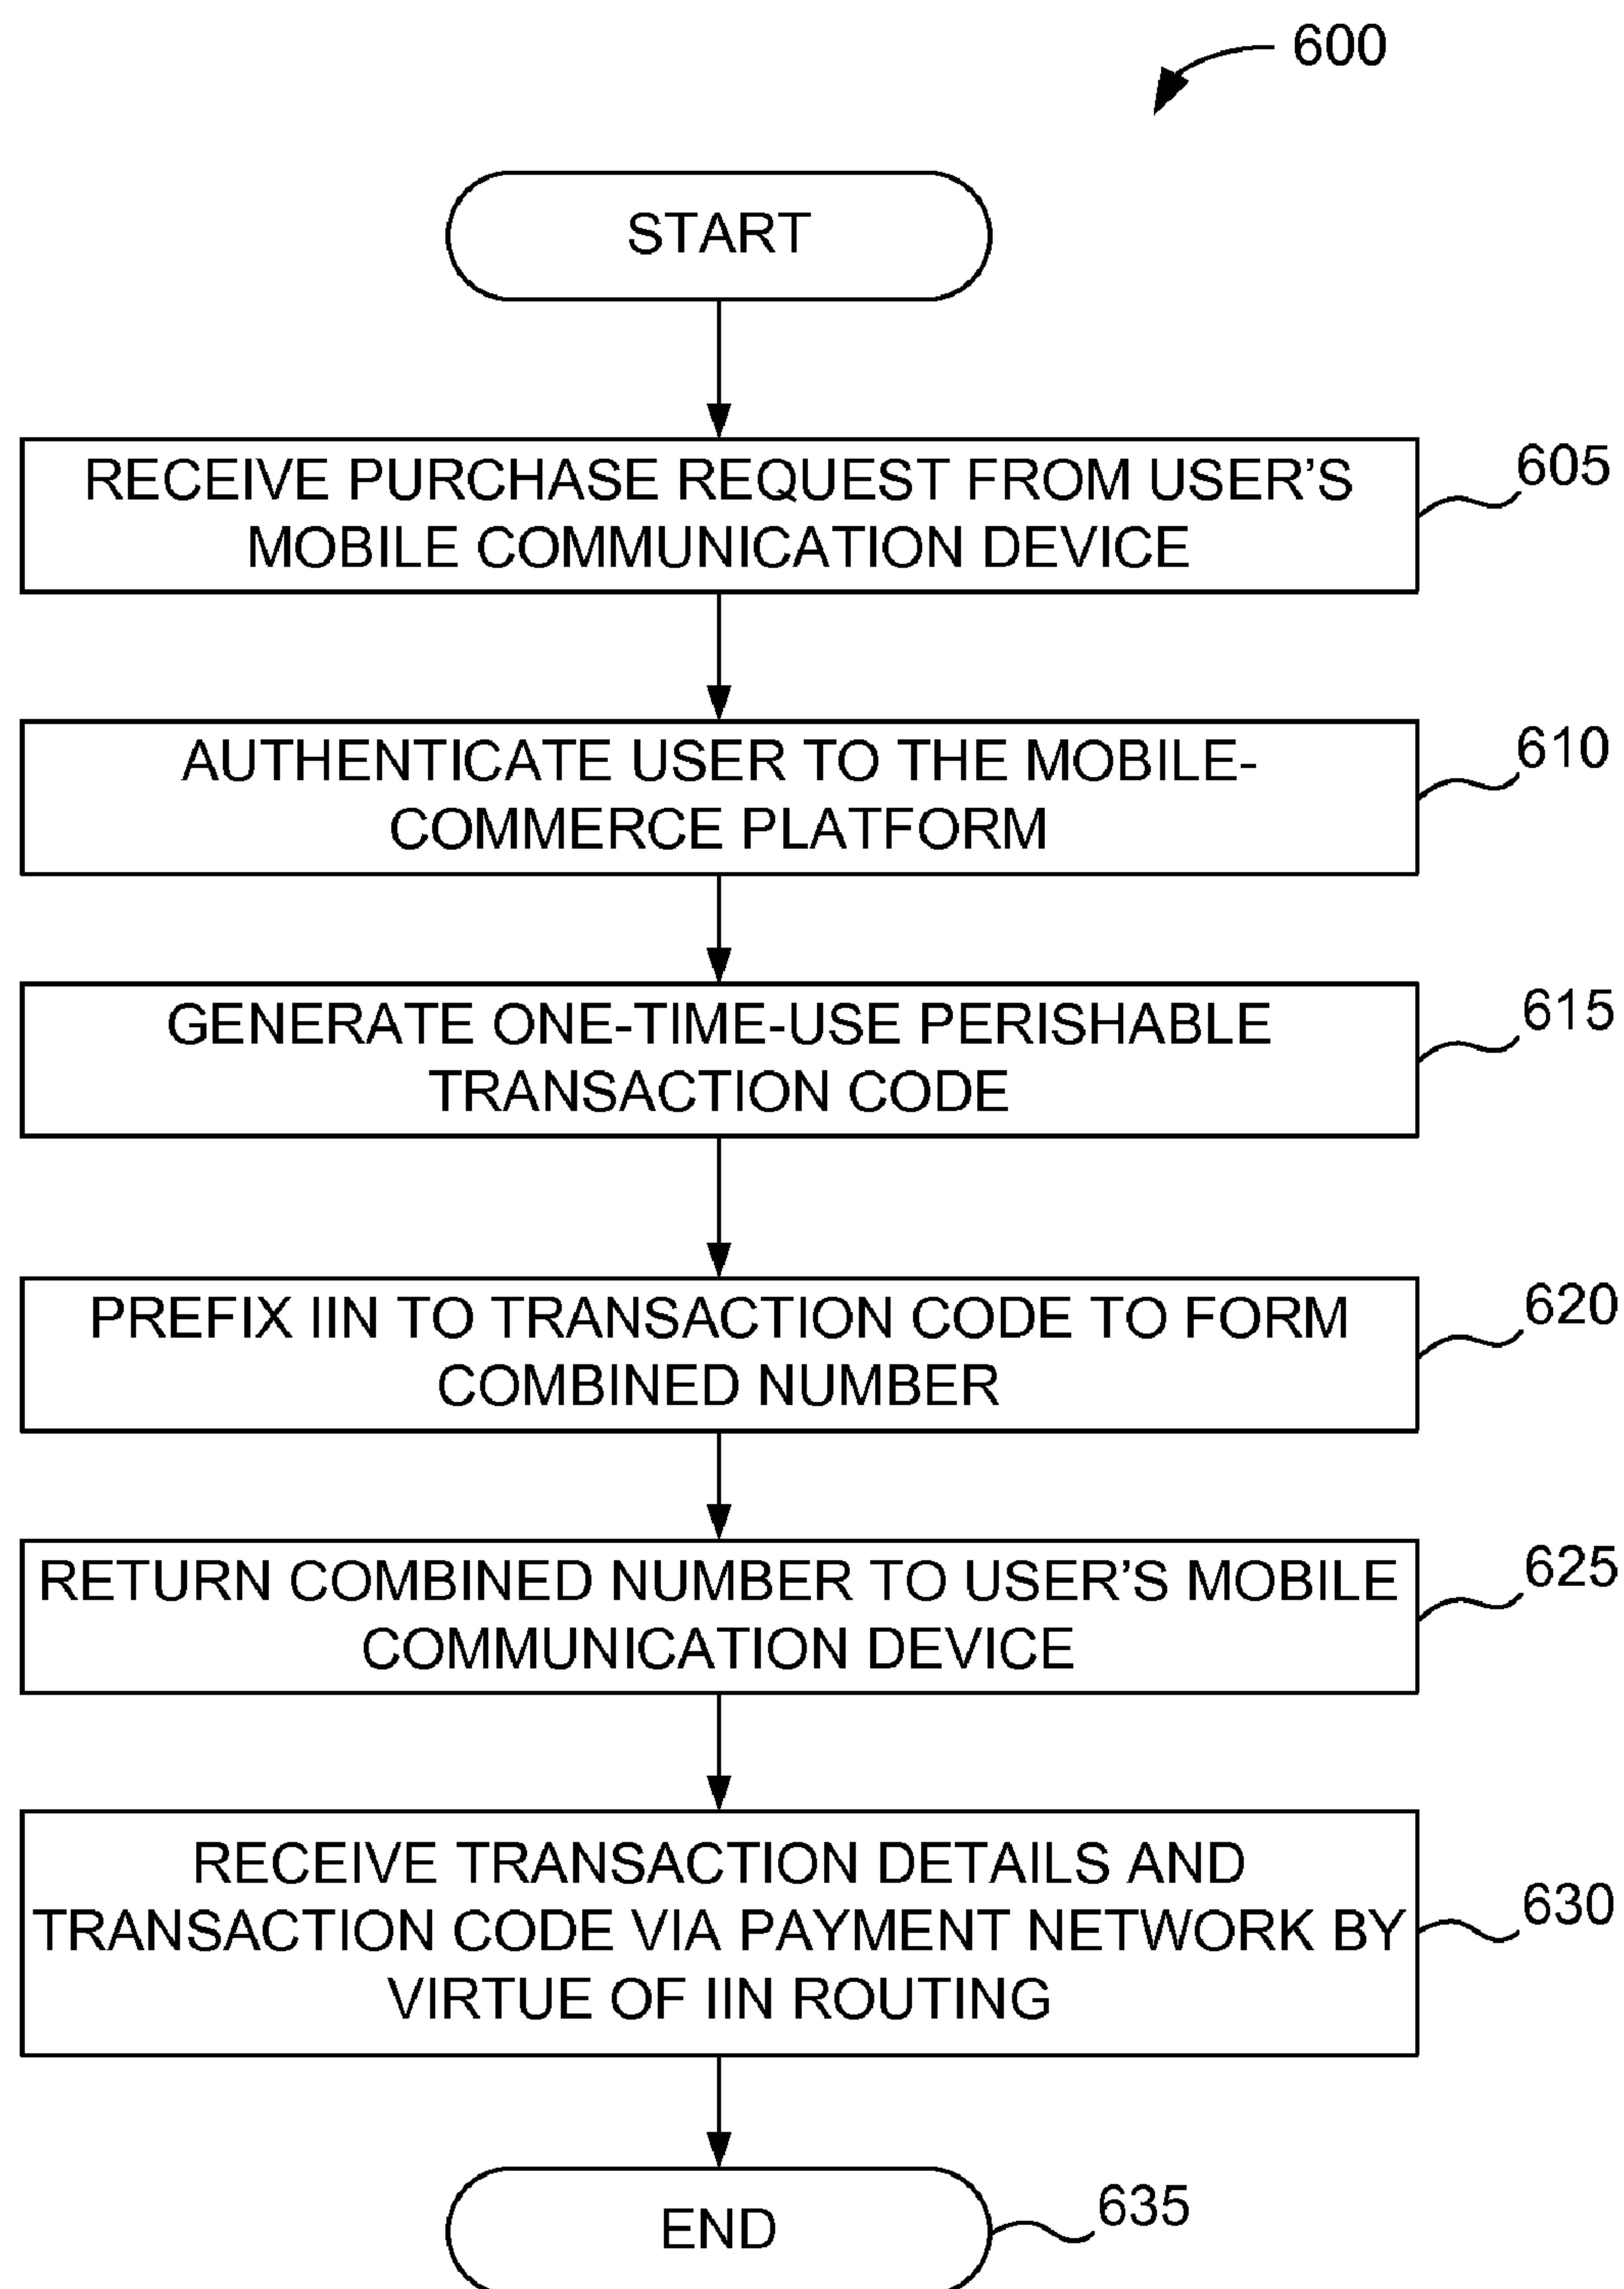 600
START
RECEIVE PURCHASE REQUEST FROM USER’S
MOBILE COMMUNICATION DEVICE
605
AUTHENTICATE USER TO THE MOBILE-
COMMERCE PLATFORM
610
GENERATE ONE-TIME-USE PERISHABLE
TRANSACTION CODE
615
PREFIX IIN TO TRANSACTION CODE TO FORM
COMBINED NUMBER
620
RETURN COMBINED NUMBER TO USER’S MOBILE
COMMUNICATION DEVICE
625
RECEIVE TRANSACTION DETAILS AND
TRANSACTION CODE VIA PAYMENT NETWORK BY
VIRTUE OF IIN ROUTING
630
END
635